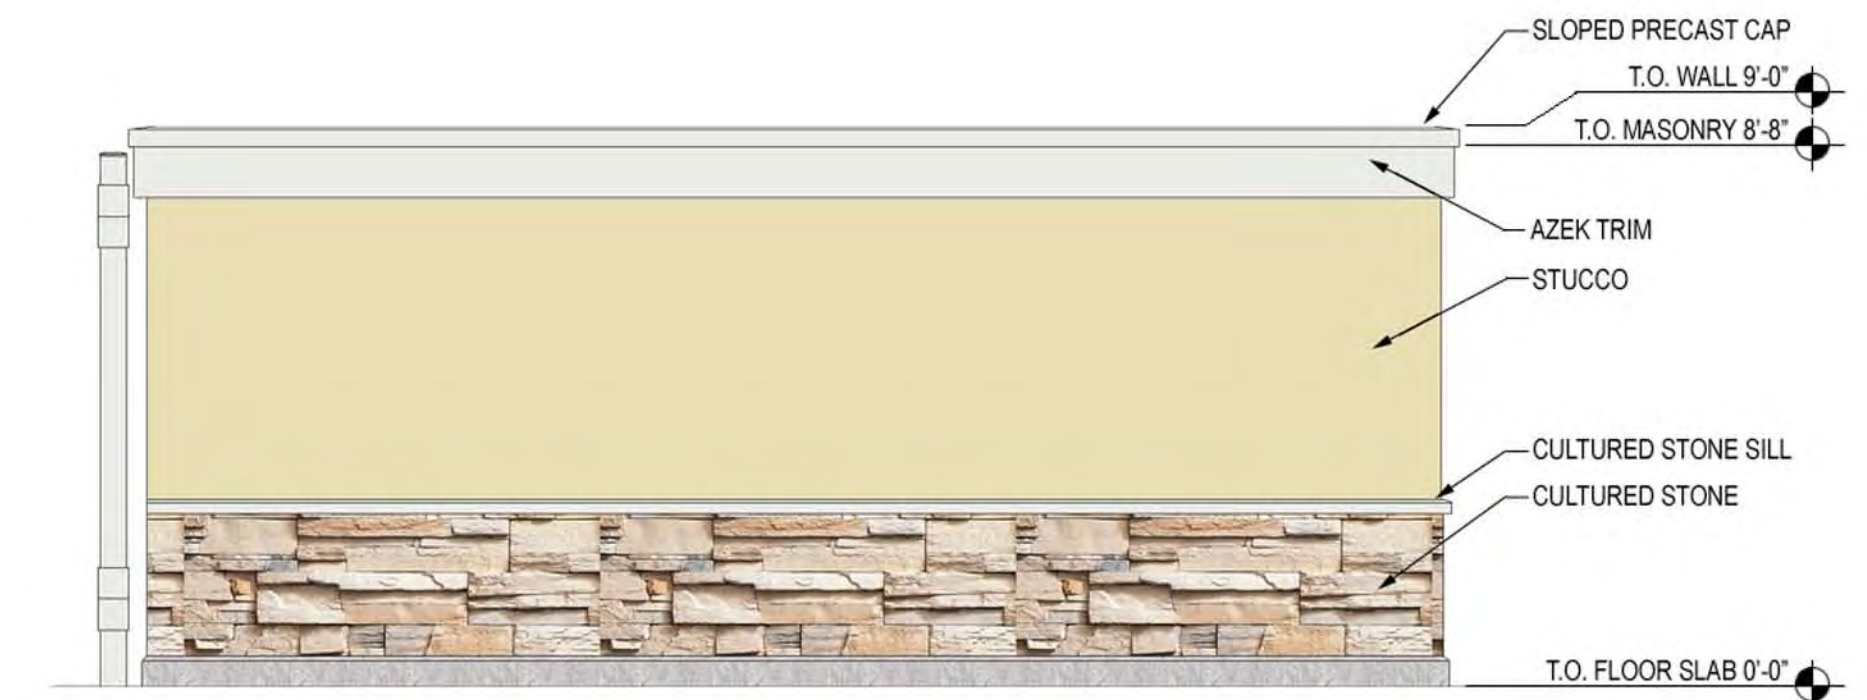 SLOPED PRECAST CAP
T.O. WALL 9'-0"
T.O. MASONRY 8'-8"
AZEK TRIM
STUCCO
CULTURED STONE SILL
CULTURED STONE
T.O. FLOOR SLAB 0'-0"